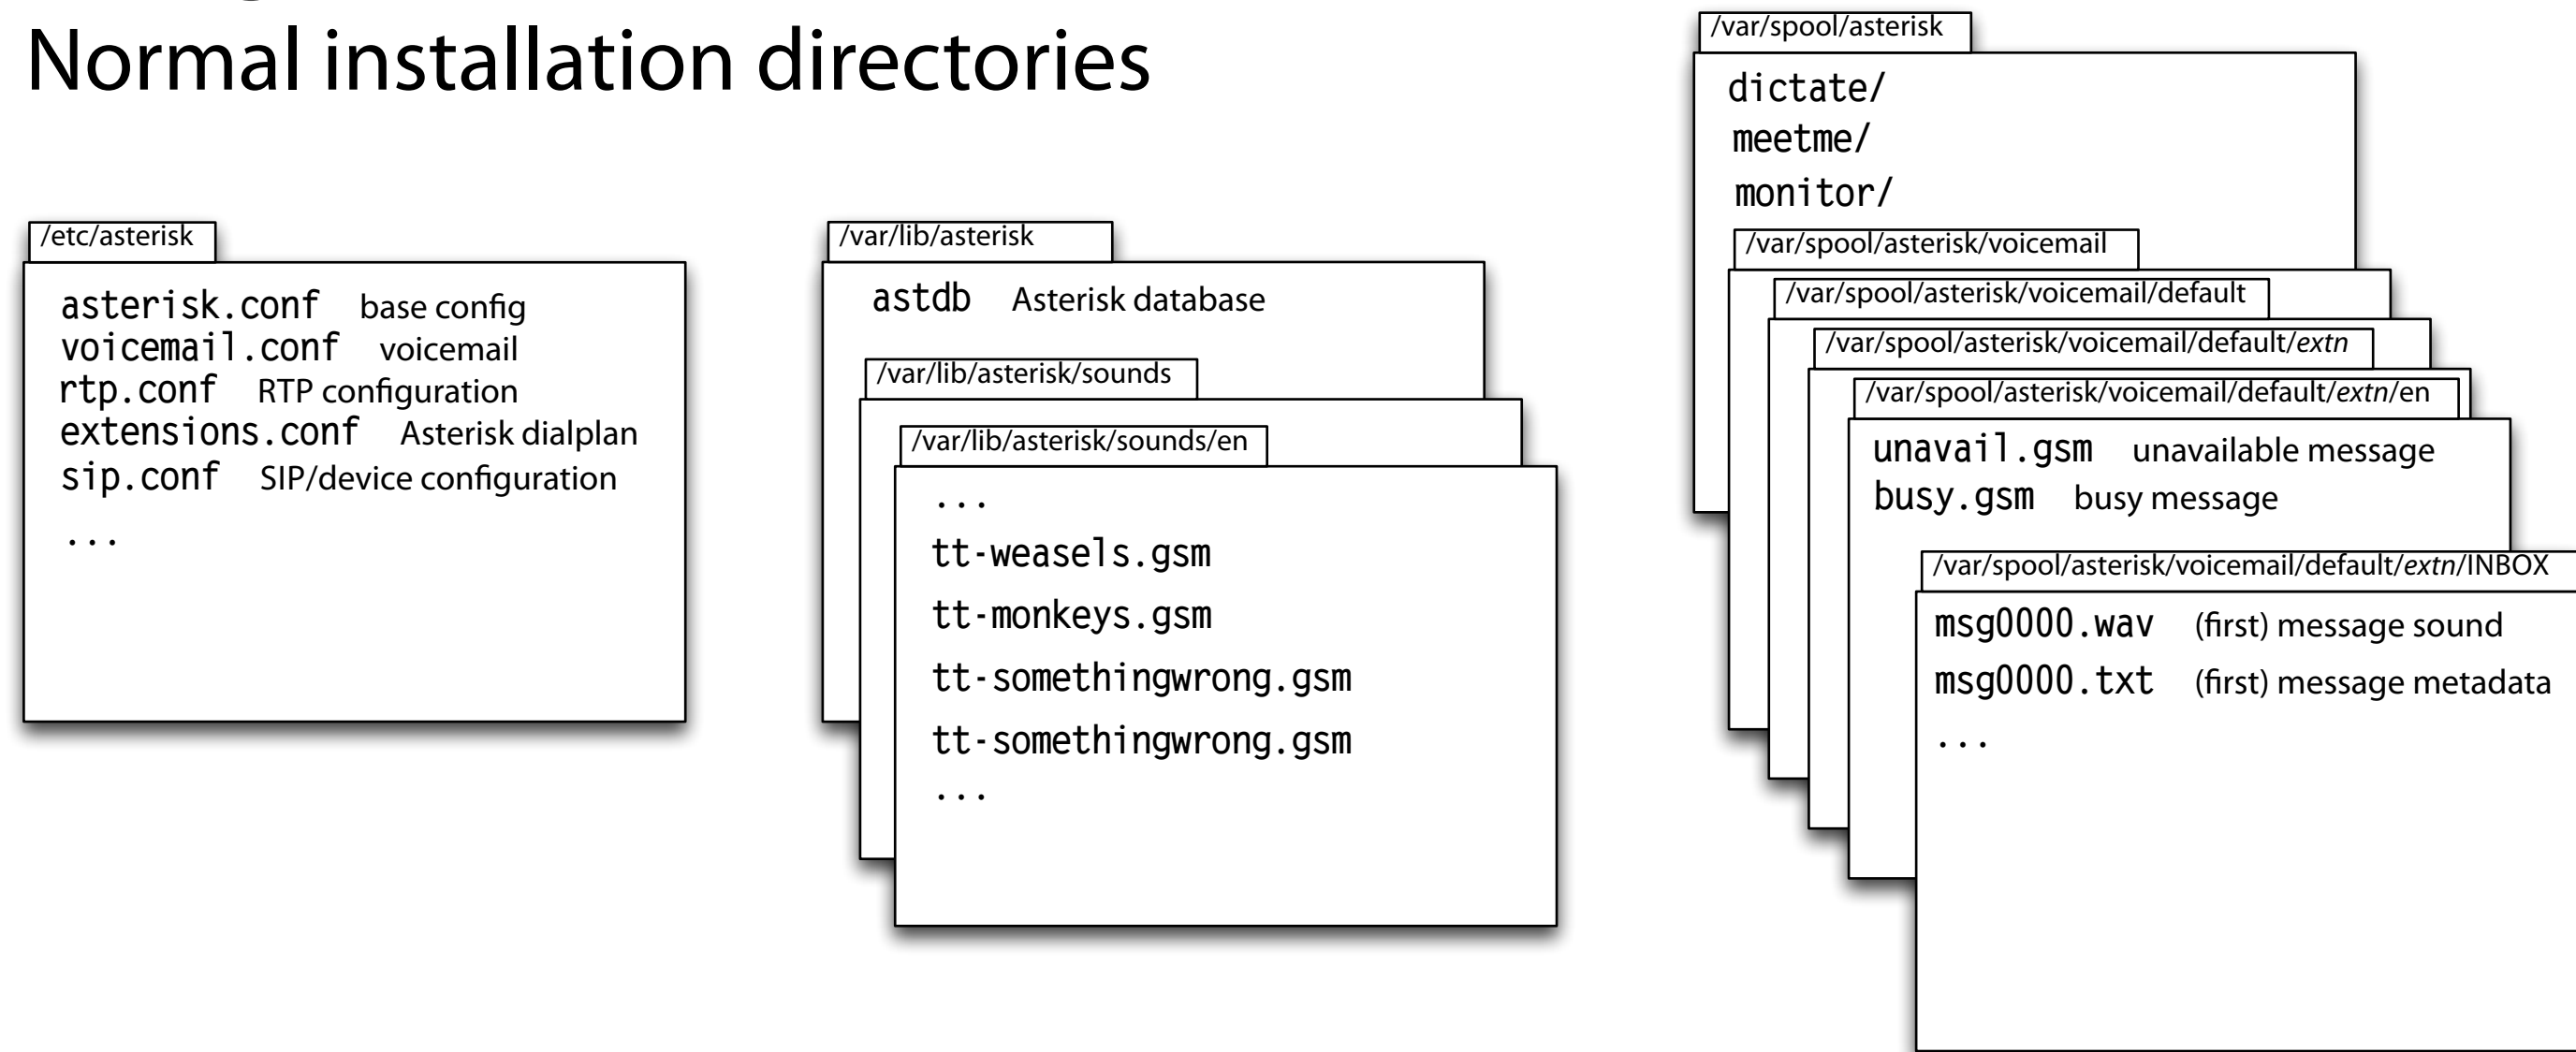 Normal installation directories
/etc/asterisk
asterisk.conf base config
voicemail.conf voicemail
rtp.conf RTP configuration
extensions.conf Asterisk dialplan
sip.conf SIP/device configuration
...
/var/lib/asterisk
astdb Asterisk database
/var/lib/asterisk/sounds
/var/lib/asterisk/sounds/en
...
tt-weasels.gsm
tt-monkeys.gsm
tt-somethingwrong.gsm
tt-somethingwrong.gsm
...
/var/spool/asterisk
dictate/
meetme/
monitor/
/var/spool/asterisk/voicemail
/var/spool/asterisk/voicemail/default
/var/spool/asterisk/voicemail/default/extn
/var/spool/asterisk/voicemail/default/extn/en
unavail.gsm unavailable message
busy.gsm busy message
/var/spool/asterisk/voicemail/default/extn/INBOX
msg0000.wav (first) message sound
msg0000.txt (first) message metadata
...